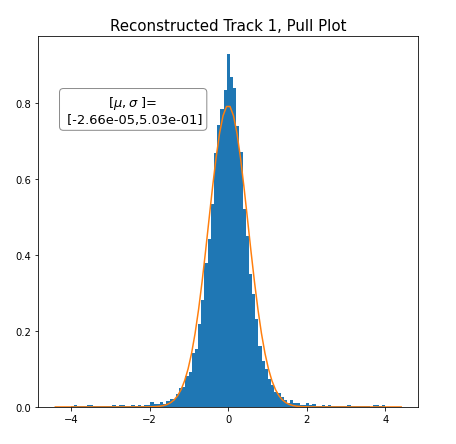 Reconstructed Track 1, Pull Plot
[μ, σ ]=
[-2.66e-05,5.03e-01]
0.8
0.6
0.4
0.2
0.0
−4 −2 0 2 4